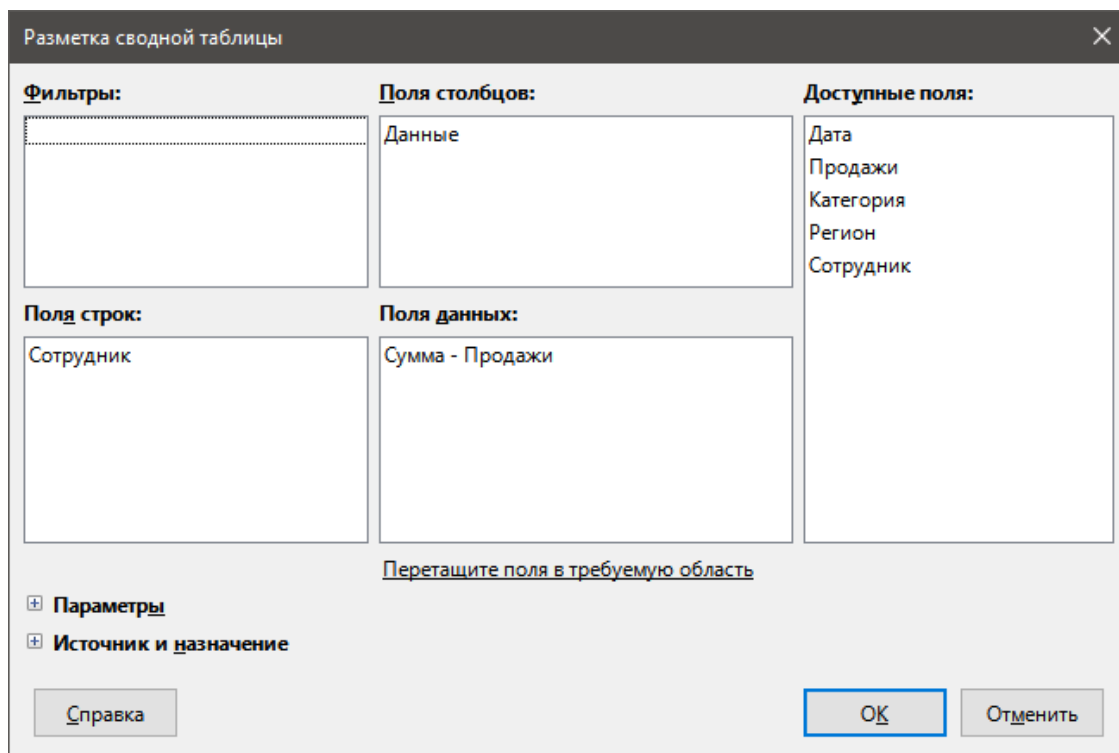 Разметка сводной таблицы
Фильтры:
Поля столбцов:
Доступные поля:
Данные
Дата
Продажи
Категория
Регион
Сотрудник
Поля строк:
Поля данных:
Сотрудник
Сумма - Продажи
Перетащите поля в требуемую область
Параметры
Источник и назначение
Справка
OK
Отменить